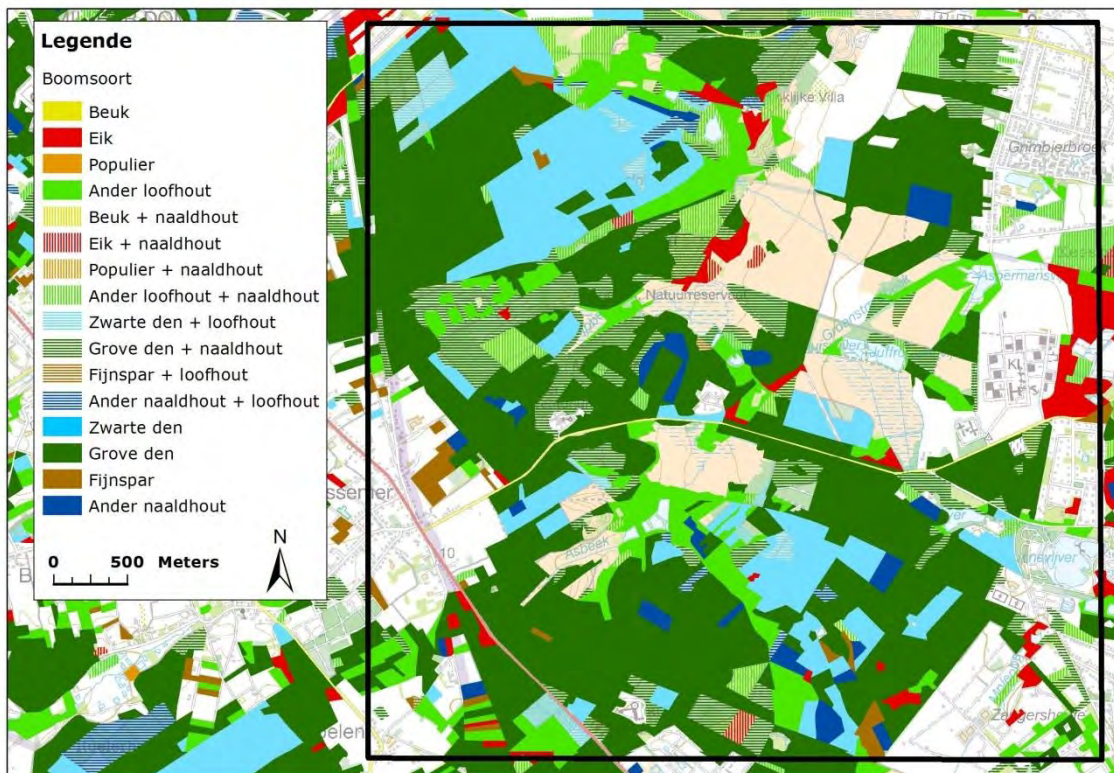 Legende
Boomsoort
Beuk
Eik
Populier
Ander loofhout
Beuk + naaldhout
Eik + naaldhout
Populier + naaldhout
Ander loofhout + naaldhout
Zwarte den + loofhout
Grove den + naaldhout
Fijnspar + loofhout
Ander naaldhout + loofhout
Zwarte den
Grove den
Fijnspar
Ander naaldhout
N
0 500 Meters
klijke Villa
Grimbierbroek
Natuurreservaat
Asbeek
10